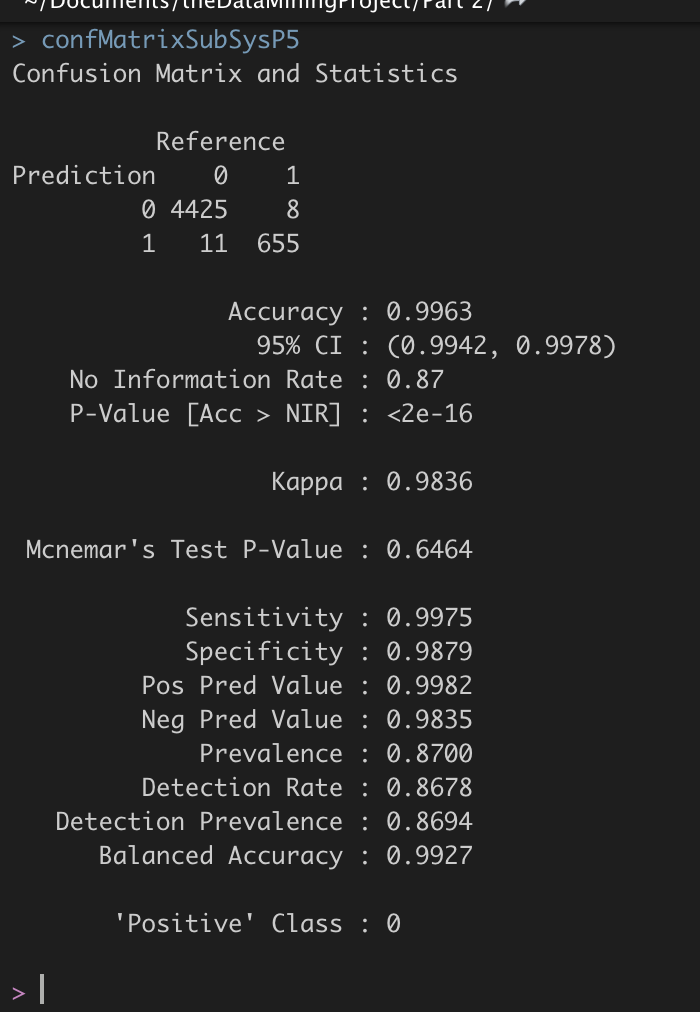 ~/Documents/theDataMiningProject/Part 2/
> confMatrixSubSysP5
Confusion Matrix and Statistics
Reference
Prediction 0 1
0 4425 8
1 11 655
Accuracy : 0.9963
95% CI : (0.9942, 0.9978)
No Information Rate : 0.87
P-Value [Acc > NIR] : <2e-16
Kappa : 0.9836
Mcnemar's Test P-Value : 0.6464
Sensitivity : 0.9975
Specificity : 0.9879
Pos Pred Value : 0.9982
Neg Pred Value : 0.9835
Prevalence : 0.8700
Detection Rate : 0.8678
Detection Prevalence : 0.8694
Balanced Accuracy : 0.9927
'Positive' Class : 0
>